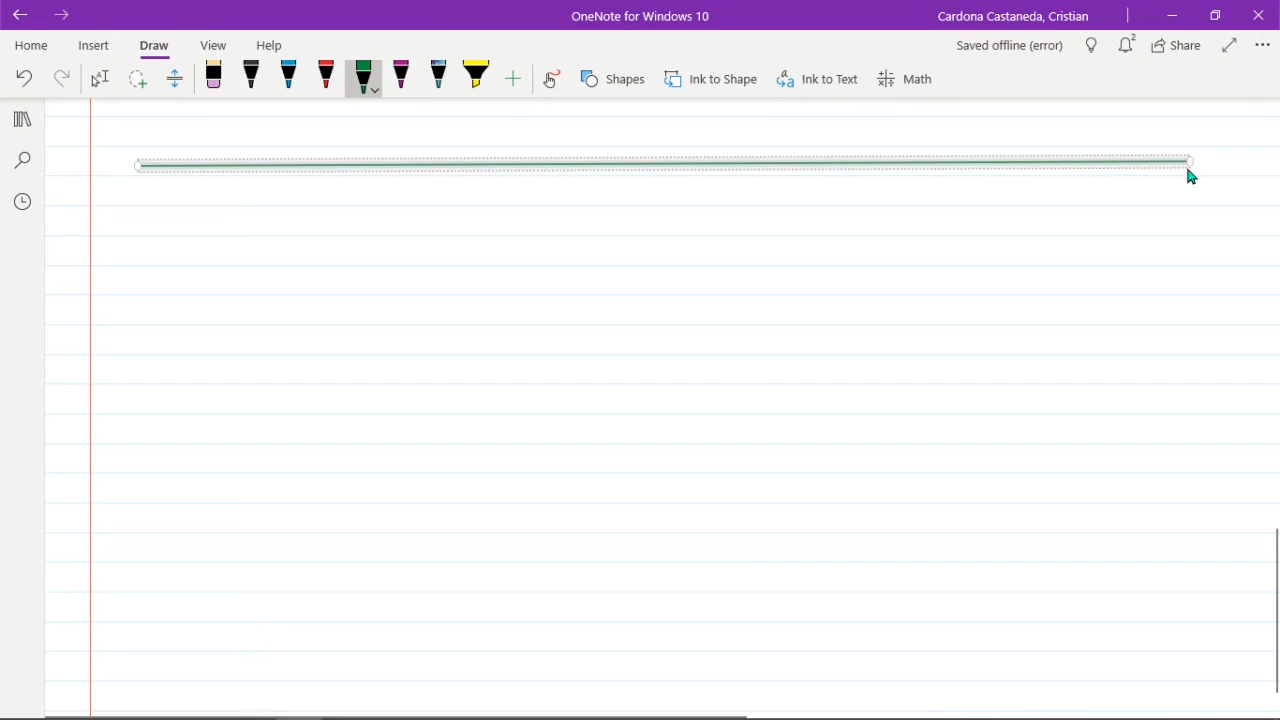 OneNote for Windows 10
Cardona Castaneda, Cristian
Home Insert Draw View Help
Saved offline (error)
2
Share
Shapes Ink to Shape Ink to Text Math